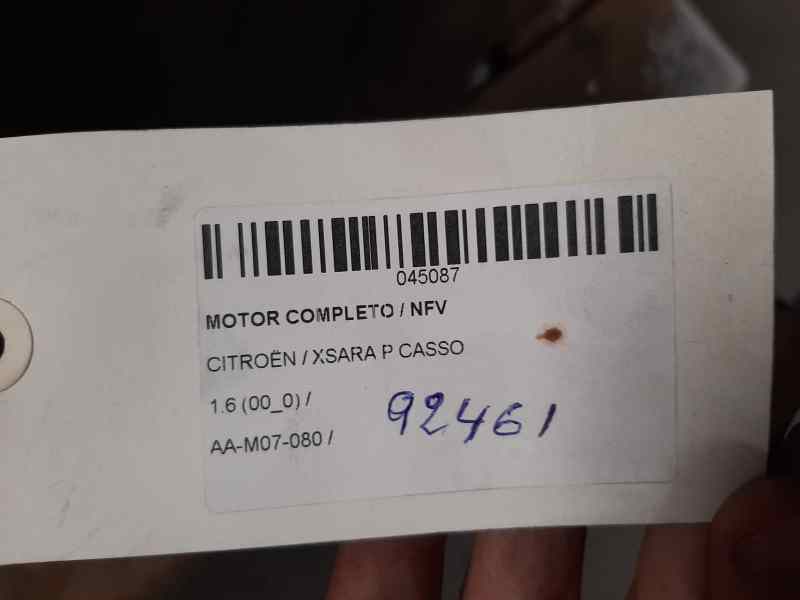 045087
MOTOR COMPLETO / NFV
CITROËN / XSARA P CASSO
1.6 (00_0) /
92461
AA-M07-080 /